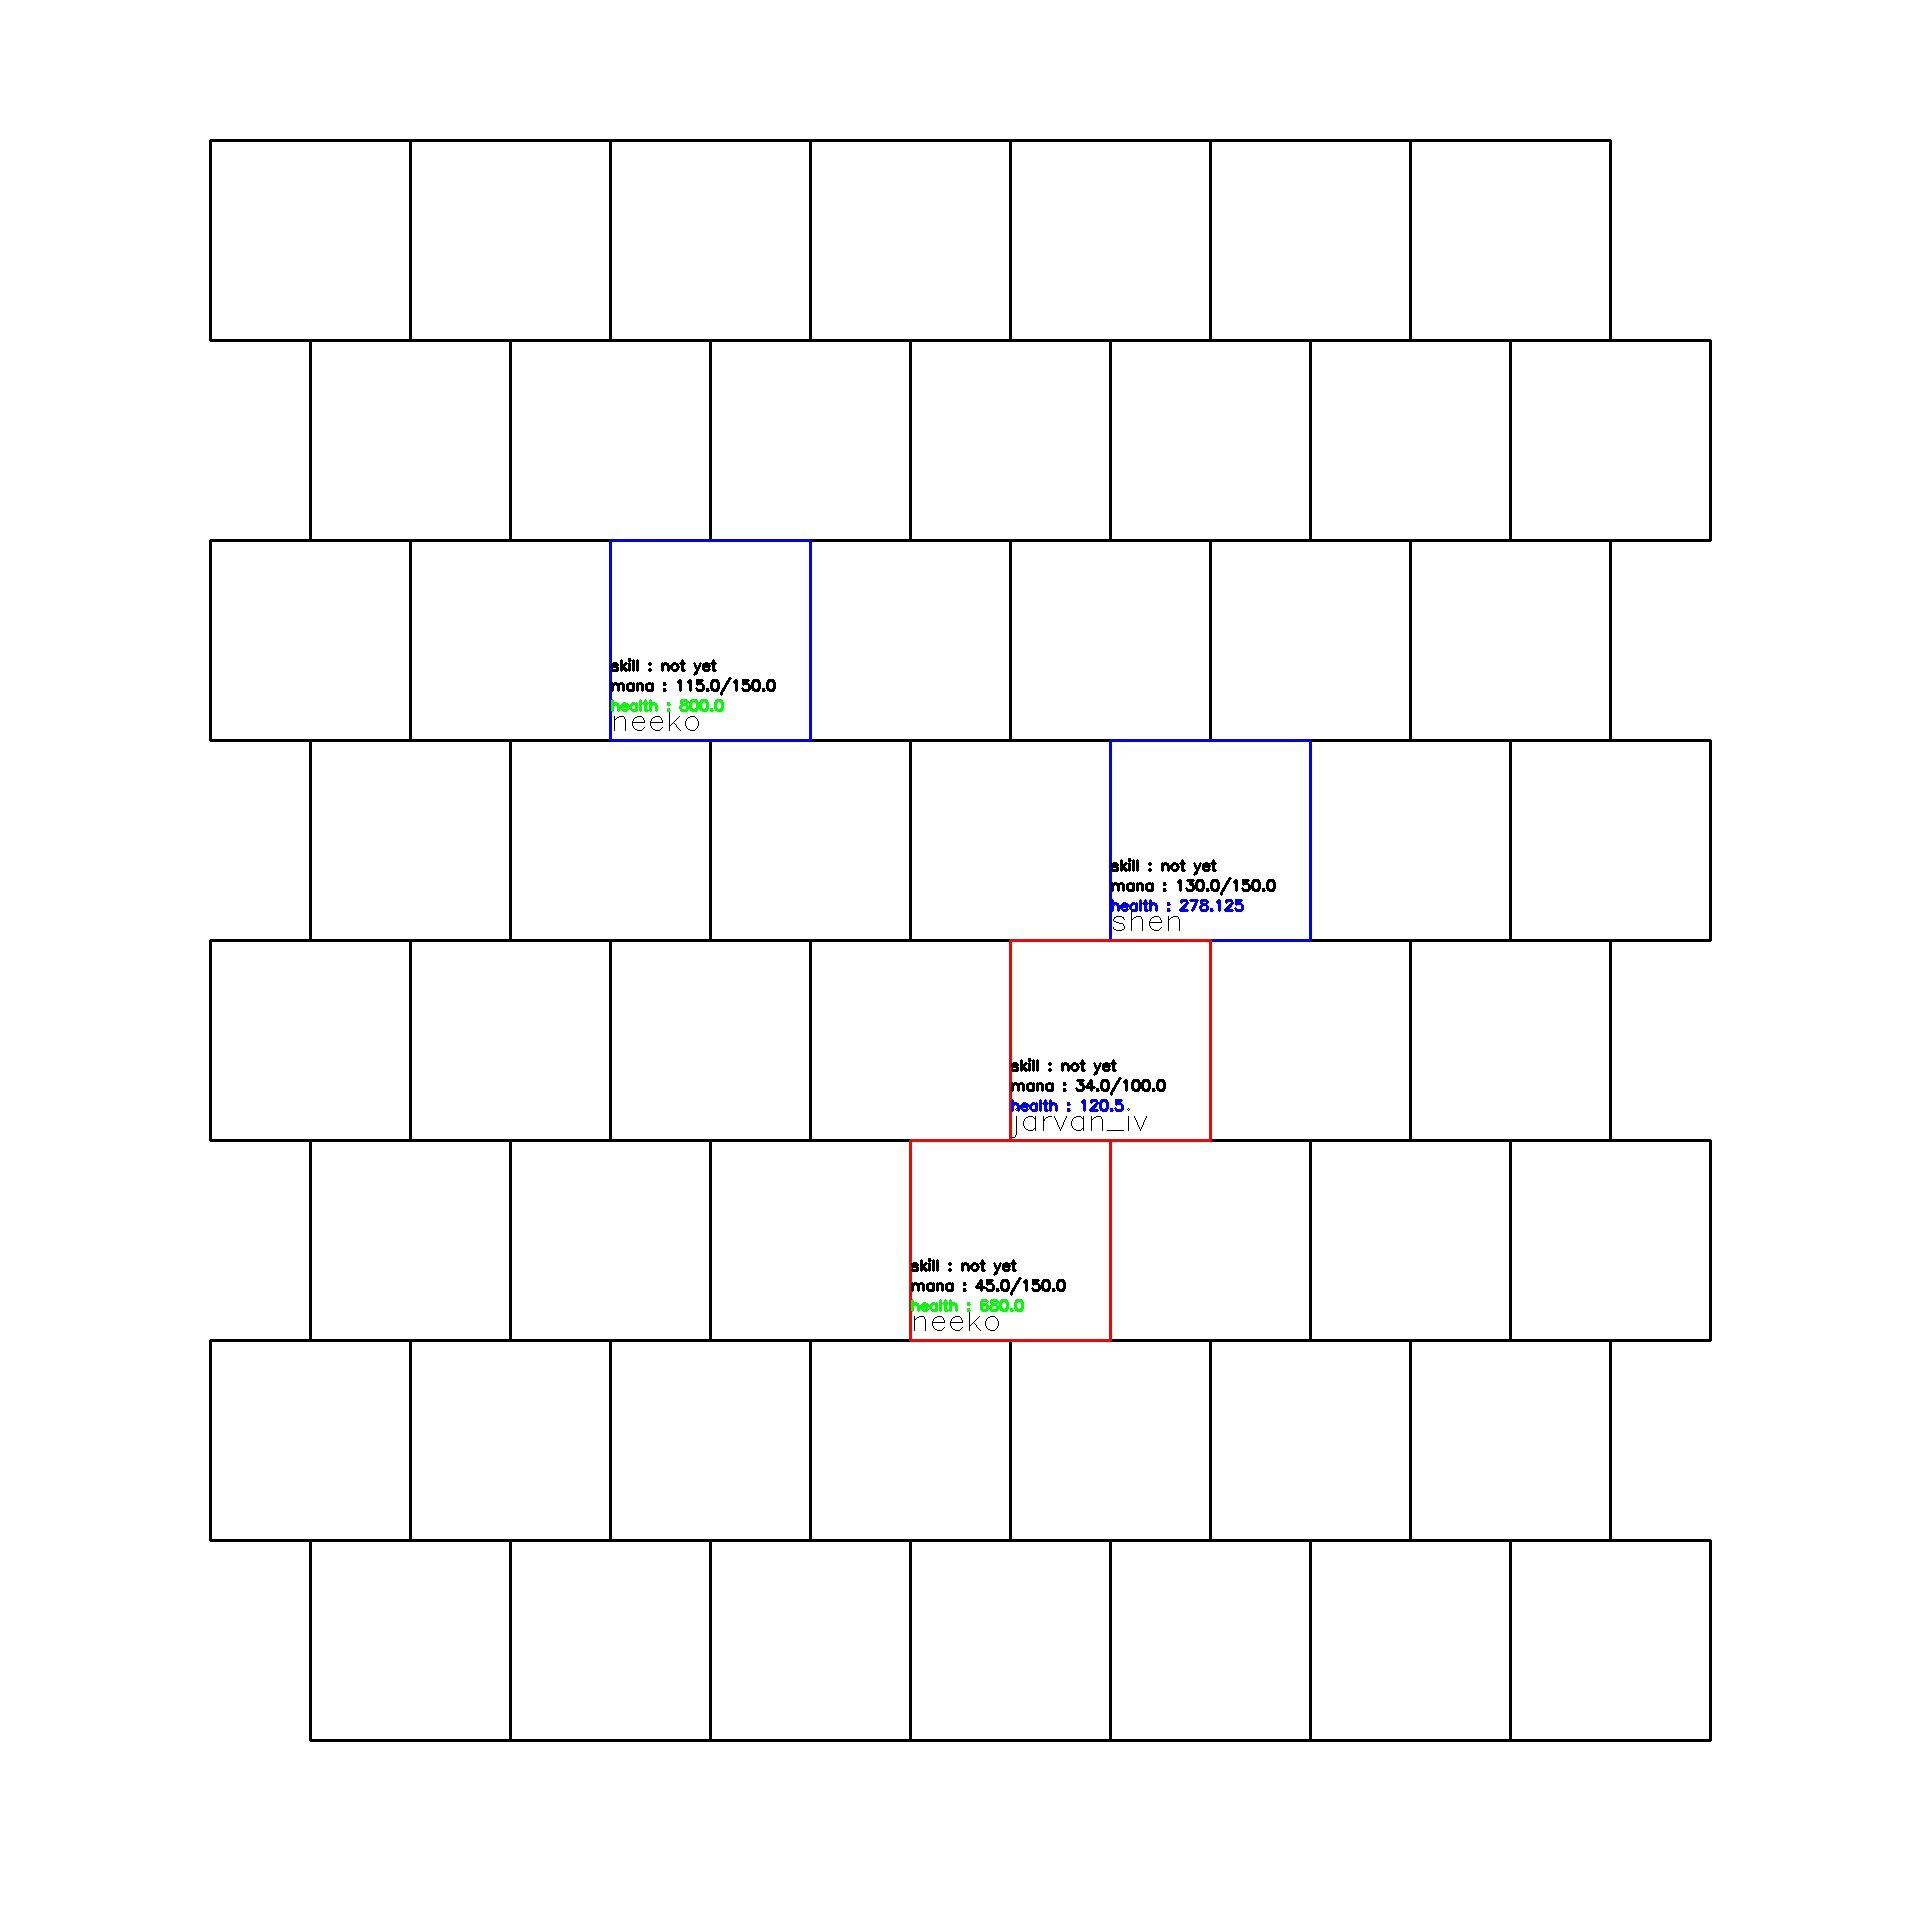 skill : not yet
mana : 115.0/150.0
health : 800.0
neeko
skill : not yet
mana : 130.0/150.0
health : 278.125
shen
skill : not yet
mana : 34.0/100.0
health : 120.5
jarvan_iv
skill : not yet
mana : 45.0/150.0
health : 680.0
neeko